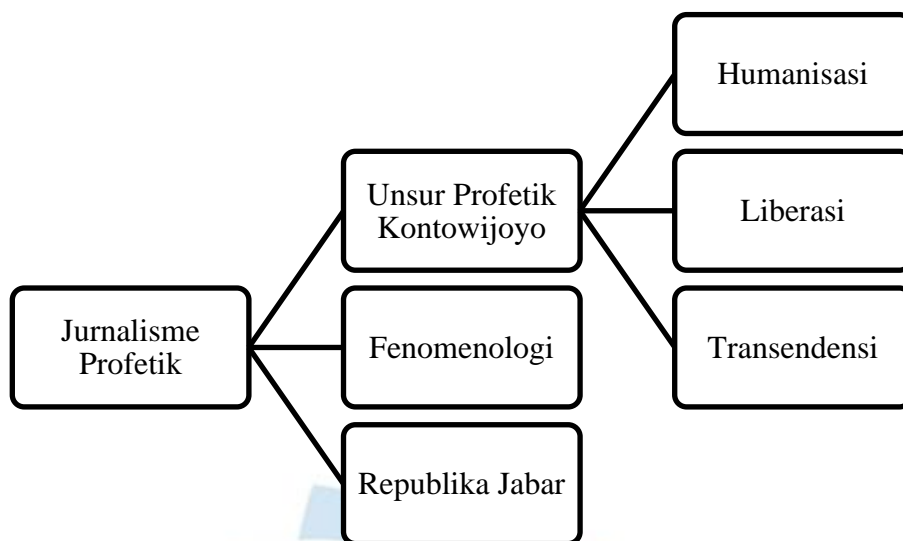 Jurnalisme
Profetik
Unsur Profetik
Kontowijoyo
Fenomenologi
Republika Jabar
Humanisasi
Liberasi
Transendensi